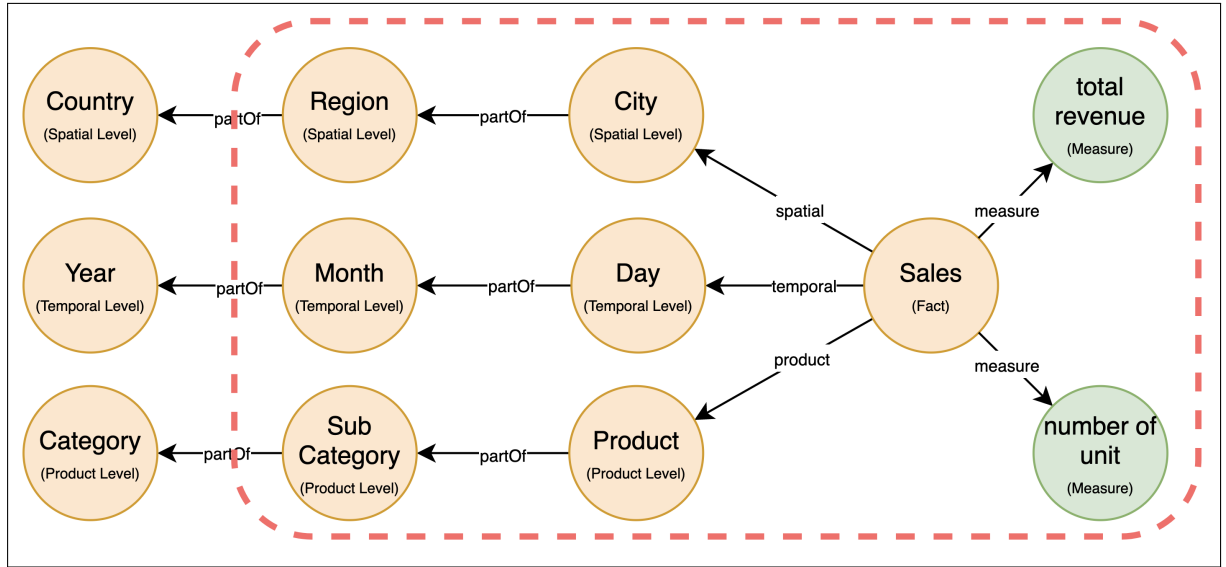 Country
(Spatial Level)
partOf
Region
(Spatial Level)
partOf
City
(Spatial Level)
total
revenue
(Measure)
spatial
measure
Year
(Temporal Level)
partOf
Month
(Temporal Level)
partOf
Day
(Temporal Level)
temporal
Sales
(Fact)
product
measure
Category
(Product Level)
partOf
Sub
Category
(Product Level)
partOf
Product
(Product Level)
number of
unit
(Measure)